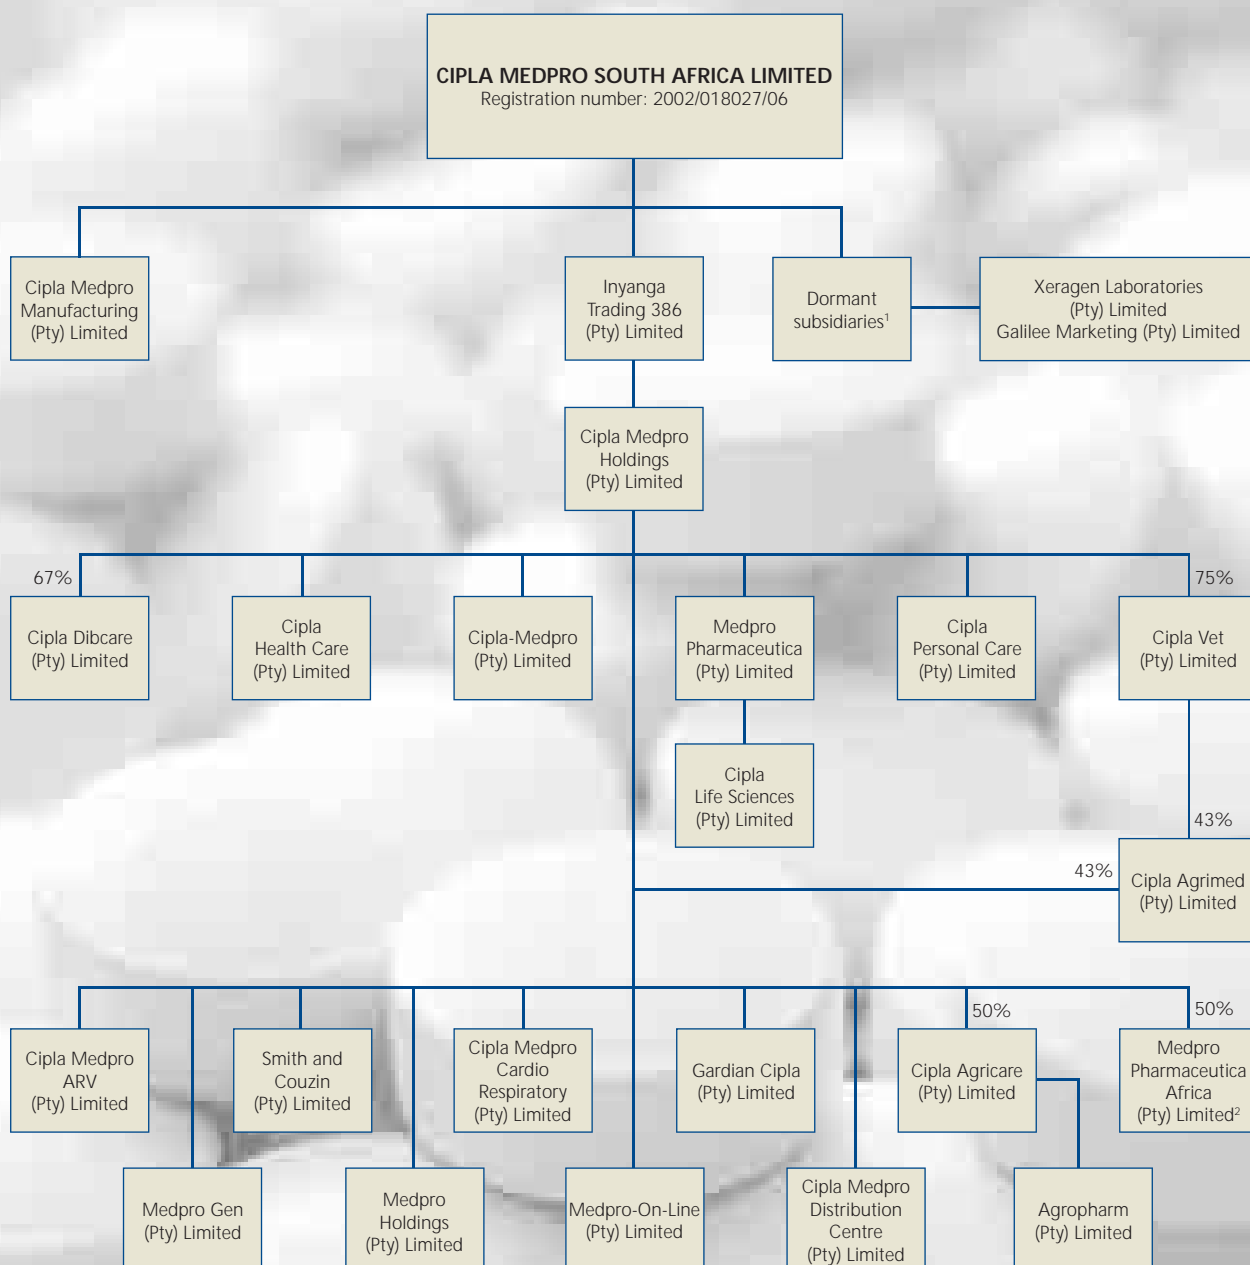 CIPLA MEDPRO SOUTH AFRICA LIMITED
Registration number: 2002/018027/06
Cipla Medpro
Manufacturing
(Pty) Limited
Inyanga
Trading 386
(Pty) Limited
Dormant
subsidiaries¹
Xeragen Laboratories
(Pty) Limited
Galilee Marketing (Pty) Limited
Cipla Medpro
Holdings
(Pty) Limited
67%
75%
Cipla Dibcare
(Pty) Limited
Cipla
Health Care
(Pty) Limited
Cipla-Medpro
(Pty) Limited
Medpro
Pharmaceutica
(Pty) Limited
Cipla
Personal Care
(Pty) Limited
Cipla Vet
(Pty) Limited
Cipla
Life Sciences
(Pty) Limited
43%
43%
Cipla Agrimed
(Pty) Limited
50%
50%
Cipla Medpro
ARV
(Pty) Limited
Smith and
Couzin
(Pty) Limited
Cipla Medpro
Cardio
Respiratory
(Pty) Limited
Gardian Cipla
(Pty) Limited
Cipla Agricare
(Pty) Limited
Medpro
Pharmaceutica
Africa
(Pty) Limited²
Medpro Gen
(Pty) Limited
Medpro
Holdings
(Pty) Limited
Medpro-On-Line
(Pty) Limited
Cipla Medpro
Distribution
Centre
(Pty) Limited
Agropharm
(Pty) Limited